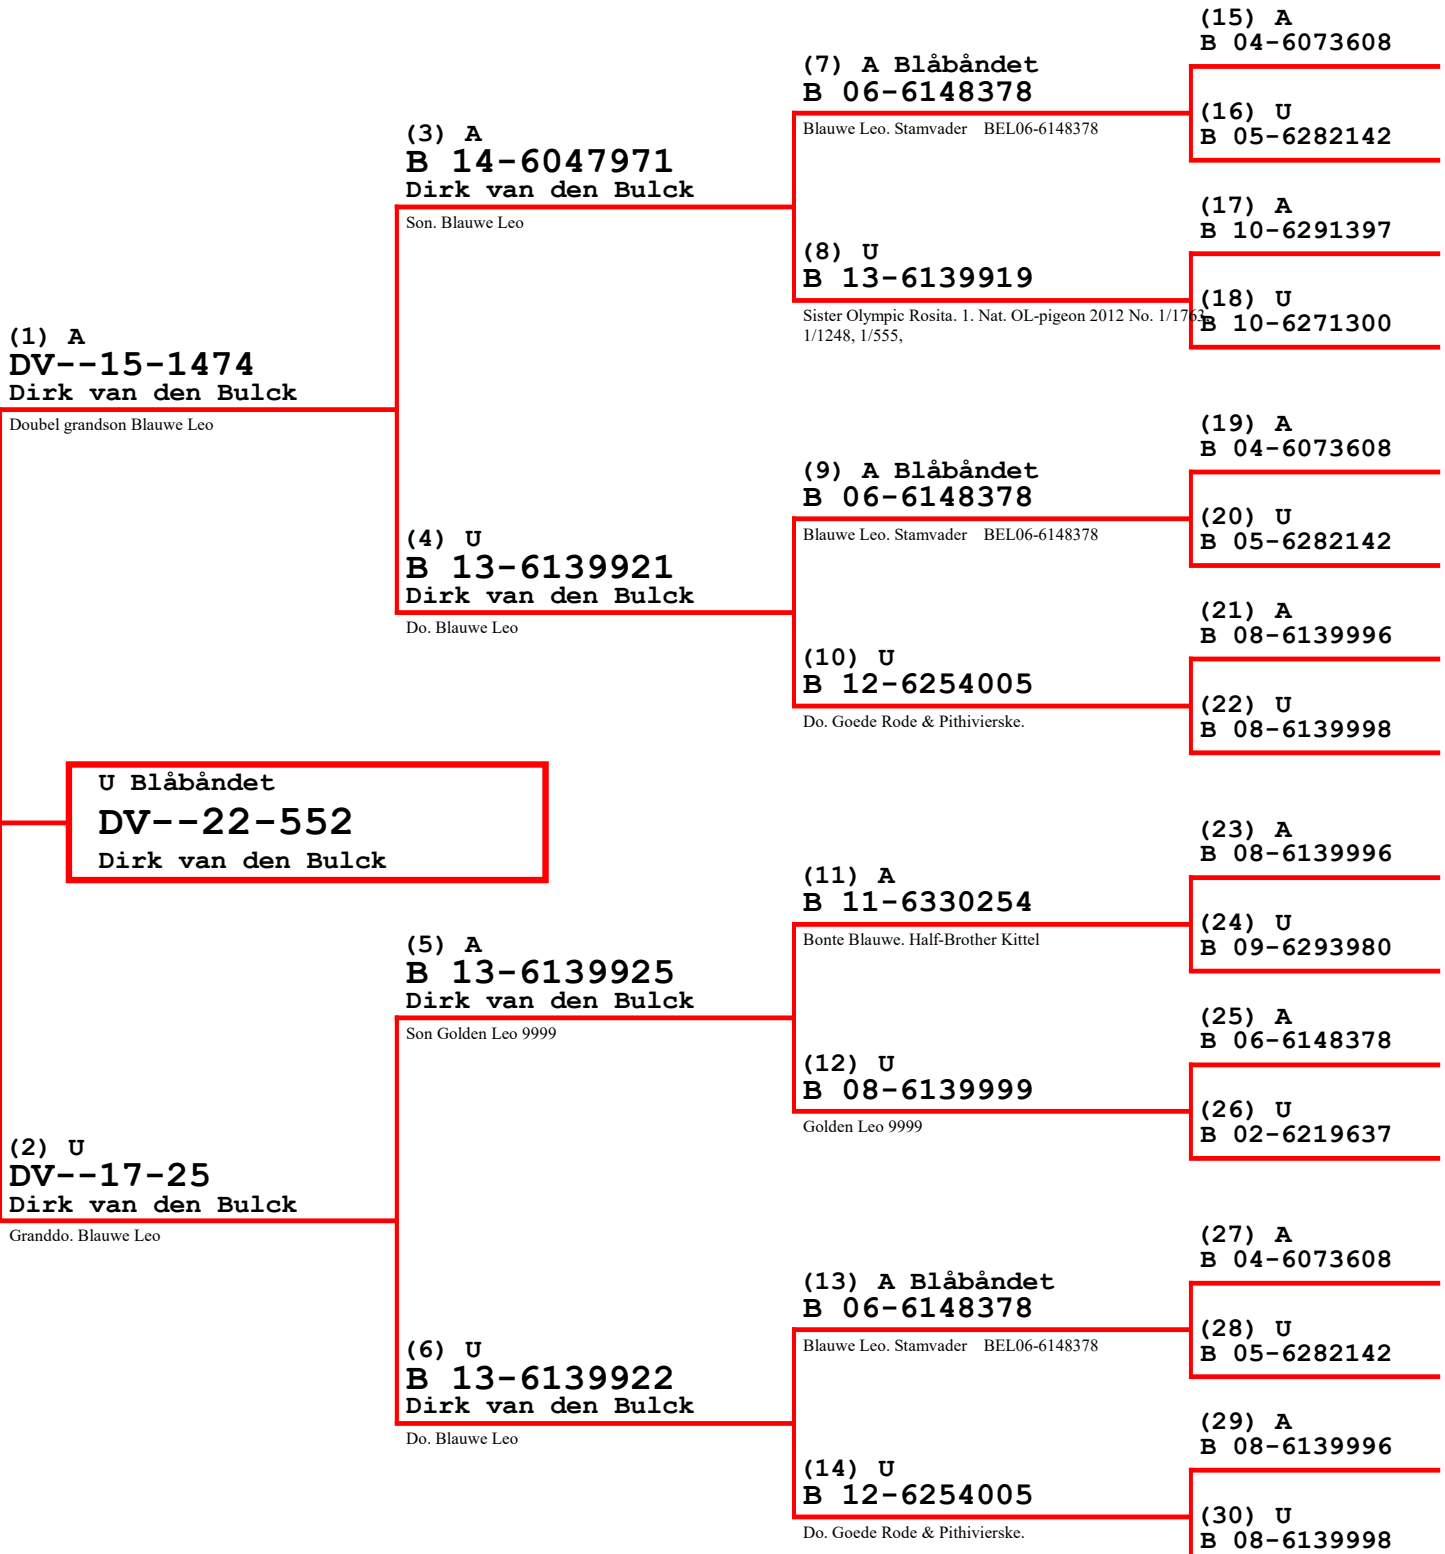 (15) A
B 04-6073608
(7) A Blåbåndet
B 06-6148378
Blauwe Leo. Stamvader BEL06-6148378
(16) U
B 05-6282142
(3) A
B 14-6047971
Dirk van den Bulck
Son. Blauwe Leo
(17) A
B 10-6291397
(8) U
B 13-6139919
Sister Olympic Rosita. 1. Nat. OL-pigeon 2012 No. 1/1763,
1/1248, 1/555,
(18) U
B 10-6271300
(1) A
DV--15-1474
Dirk van den Bulck
Doubel grandson Blauwe Leo
(19) A
B 04-6073608
(9) A Blåbåndet
B 06-6148378
Blauwe Leo. Stamvader BEL06-6148378
(20) U
B 05-6282142
(4) U
B 13-6139921
Dirk van den Bulck
Do. Blauwe Leo
(21) A
B 08-6139996
(10) U
B 12-6254005
Do. Goede Rode & Pithivierske.
(22) U
B 08-6139998
U Blåbåndet
DV--22-552
Dirk van den Bulck
(23) A
B 08-6139996
(11) A
B 11-6330254
Bonte Blauwe. Half-Brother Kittel
(24) U
B 09-6293980
(5) A
B 13-6139925
Dirk van den Bulck
Son Golden Leo 9999
(25) A
B 06-6148378
(12) U
B 08-6139999
Golden Leo 9999
(26) U
B 02-6219637
(2) U
DV--17-25
Dirk van den Bulck
Granddo. Blauwe Leo
(27) A
B 04-6073608
(13) A Blåbåndet
B 06-6148378
Blauwe Leo. Stamvader BEL06-6148378
(28) U
B 05-6282142
(6) U
B 13-6139922
Dirk van den Bulck
Do. Blauwe Leo
(29) A
B 08-6139996
(14) U
B 12-6254005
Do. Goede Rode & Pithivierske.
(30) U
B 08-6139998